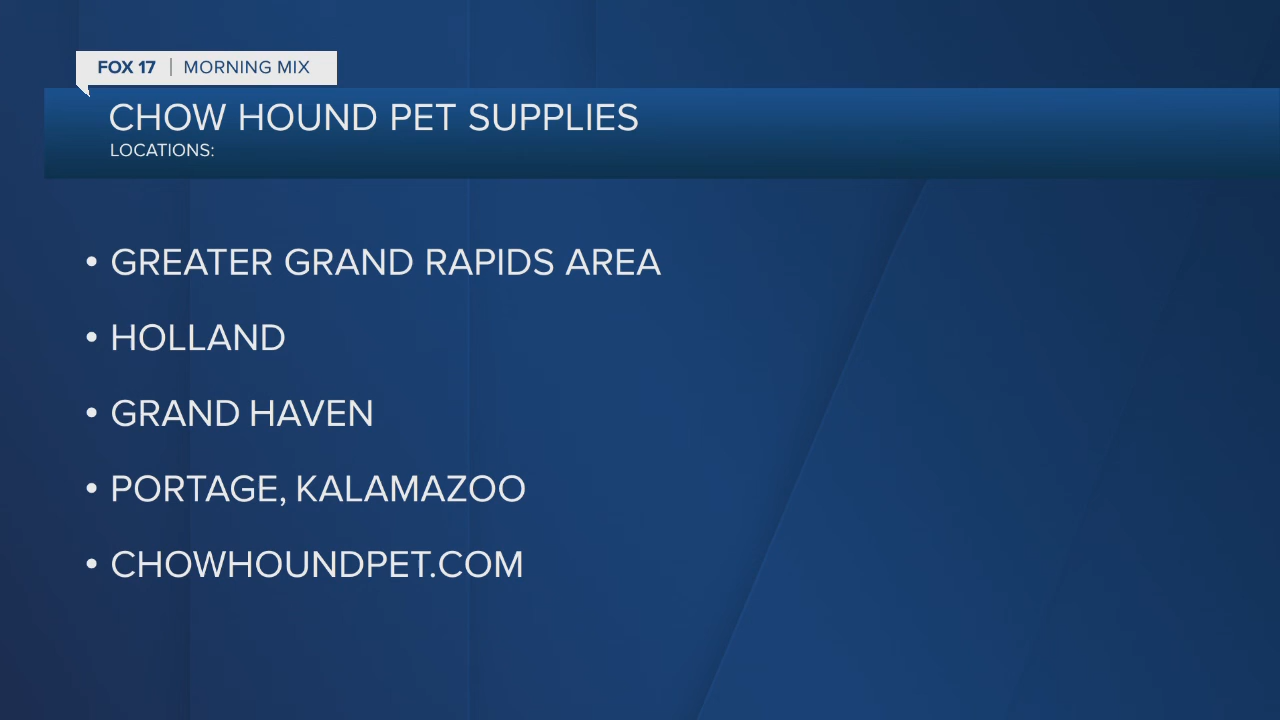 FOX 17 | MORNING MIX
CHOW HOUND PET SUPPLIES
LOCATIONS:
• GREATER GRAND RAPIDS AREA
• HOLLAND
• GRAND HAVEN
• PORTAGE, KALAMAZOO
• CHOWHOUNDPET.COM